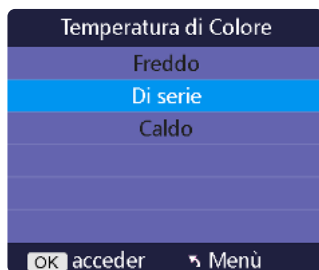 Temperatura di Colore
Freddo
Di serie
Caldo
OK acceder Menù